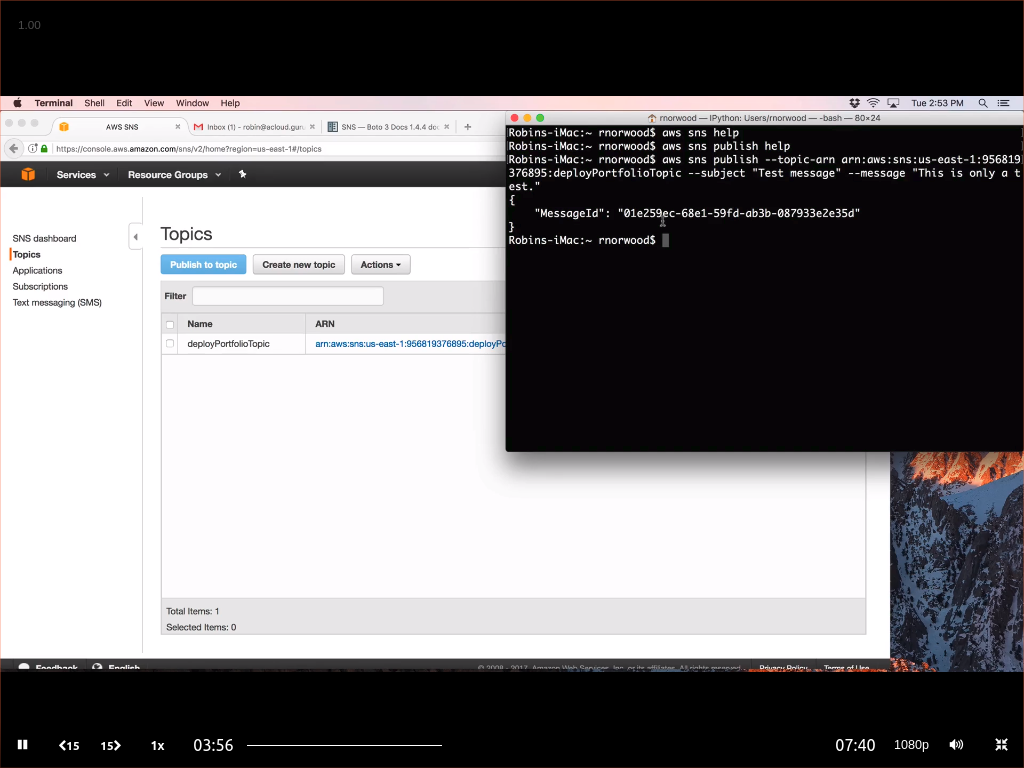 1.00
Terminal Shell Edit View Window Help Tue 2:53 PM
AWS SNS
Inbox (1) - robin@acloud.guru
SNS — Boto 3 Docs 1.4.4 do
https://console.aws.amazon.com/sns/v2/home?region=us-east-1#/topics
Services Resource Groups
SNS dashboard
Topics
Applications
Subscriptions
Text messaging (SMS)
Topics
Publish to topic Create new topic Actions
Filter
Name ARN
deployPortfolioTopic arn:aws:sns:us-east-1:956819376895:deployPo
Total Items: 1
Selected Items: 0
Feedback English © 2008 - 2017, Amazon Web Services, Inc. or its affiliates. All rights reserved. Privacy Policy Terms of Use
rnorwood — IPython: Users/rnorwood — -bash — 80×24
Robins-iMac:~ rnorwood$ aws sns help
Robins-iMac:~ rnorwood$ aws sns publish help
Robins-iMac:~ rnorwood$ aws sns publish --topic-arn arn:aws:sns:us-east-1:956819
376895:deployPortfolioTopic --subject "Test message" --message "This is only a t
est."
{
"MessageId": "01e259ec-68e1-59fd-ab3b-087933e2e35d"
}
Robins-iMac:~ rnorwood$
15 15 1x 03:56 07:40 1080p